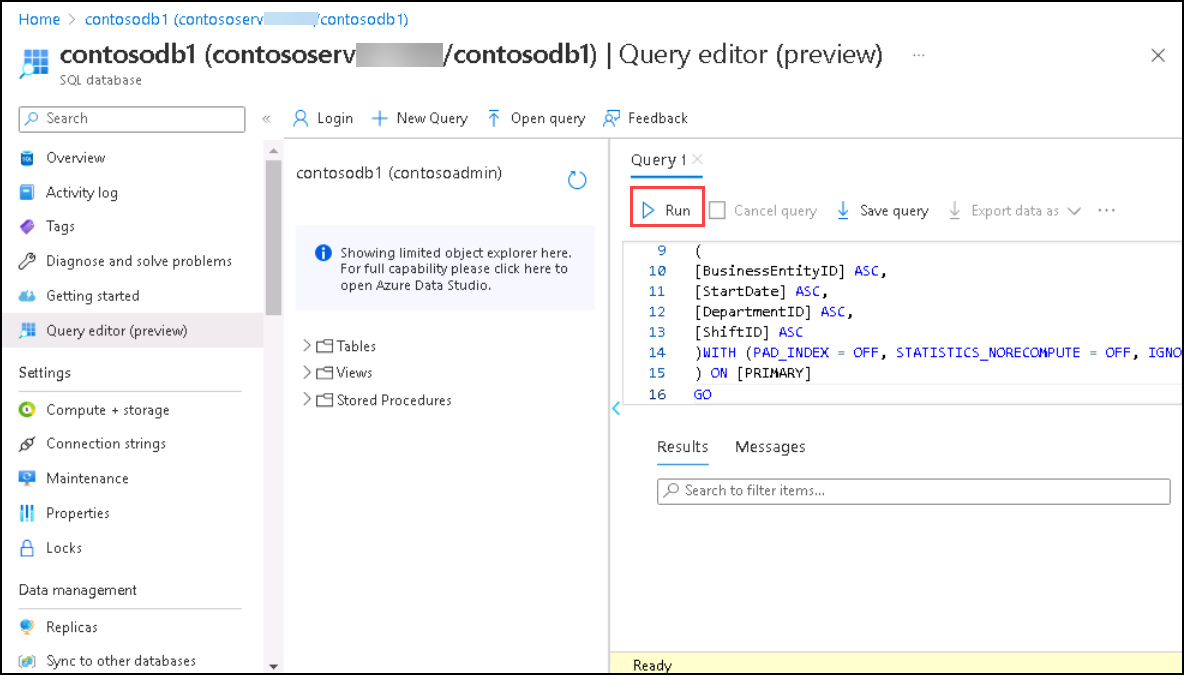 Home > contosodb1 (contososerv /contosodb1)
contosodb1 (contososerv /contosodb1) | Query editor (preview) ...
SQL database
Search
«
Login
New Query
Open query
Feedback
Overview
Activity log
Tags
Diagnose and solve problems
Getting started
Query editor (preview)
Settings
Compute + storage
Connection strings
Maintenance
Properties
Locks
Data management
Replicas
Sync to other databases
contosodb1 (contosoadmin)
Showing limited object explorer here.
For full capability please click here to
open Azure Data Studio.
Tables
Views
Stored Procedures
Query 1
Run
Cancel query
Save query
Export data as
...
9 (
10 [BusinessEntityID] ASC,
11 [StartDate] ASC,
12 [DepartmentID] ASC,
13 [ShiftID] ASC
14 )WITH (PAD_INDEX = OFF, STATISTICS_NORECOMPUTE = OFF, IGNO
15 ) ON [PRIMARY]
16 GO
Results
Messages
Search to filter items...
Ready